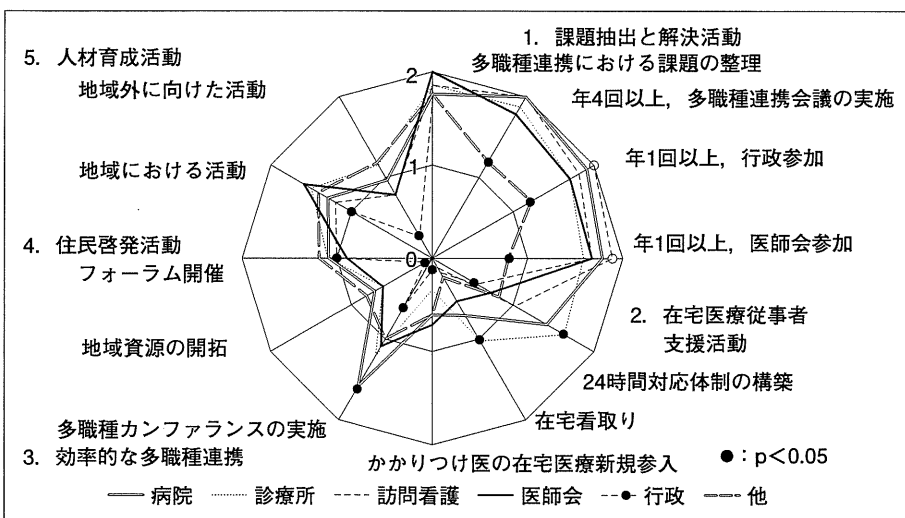 1. 課題抽出と解決活動
多職種連携における課題の整理
年4回以上，多職種連携会議の実施
年1回以上，行政参加
年1回以上，医師会参加
2. 在宅医療従事者
支援活動
24時間対応体制の構築
在宅看取り
かかりつけ医の在宅医療新規参入
多職種カンファランスの実施
3. 効率的な多職種連携
地域資源の開拓
4. 住民啓発活動
フォーラム開催
地域における活動
5. 人材育成活動
地域外に向けた活動
2
1
0
●：p＜0.05
病院 診療所 訪問看護 医師会 行政 他